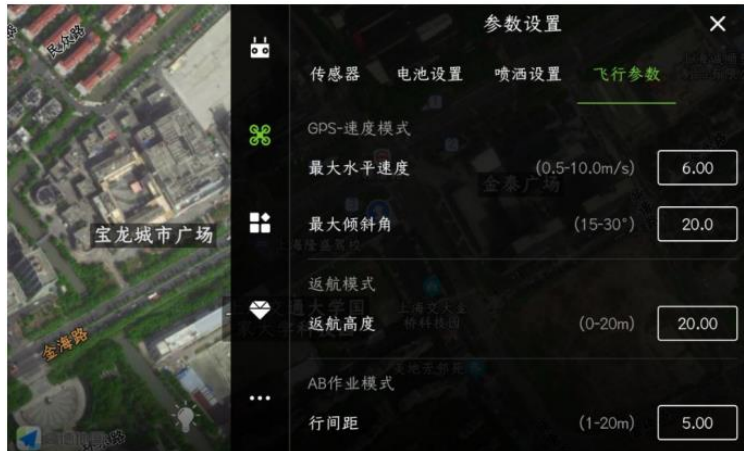 参数设置
传感器 电池设置 喷洒设置 飞行参数
GPS-速度模式
最大水平速度 (0.5-10.0m/s) 6.00
最大倾斜角 (15-30°) 20.0
返航模式
返航高度 (0-20m) 20.00
AB作业模式
行间距 (1-20m) 5.00
民众路
宝龙城市广场
金海路
金泰广场